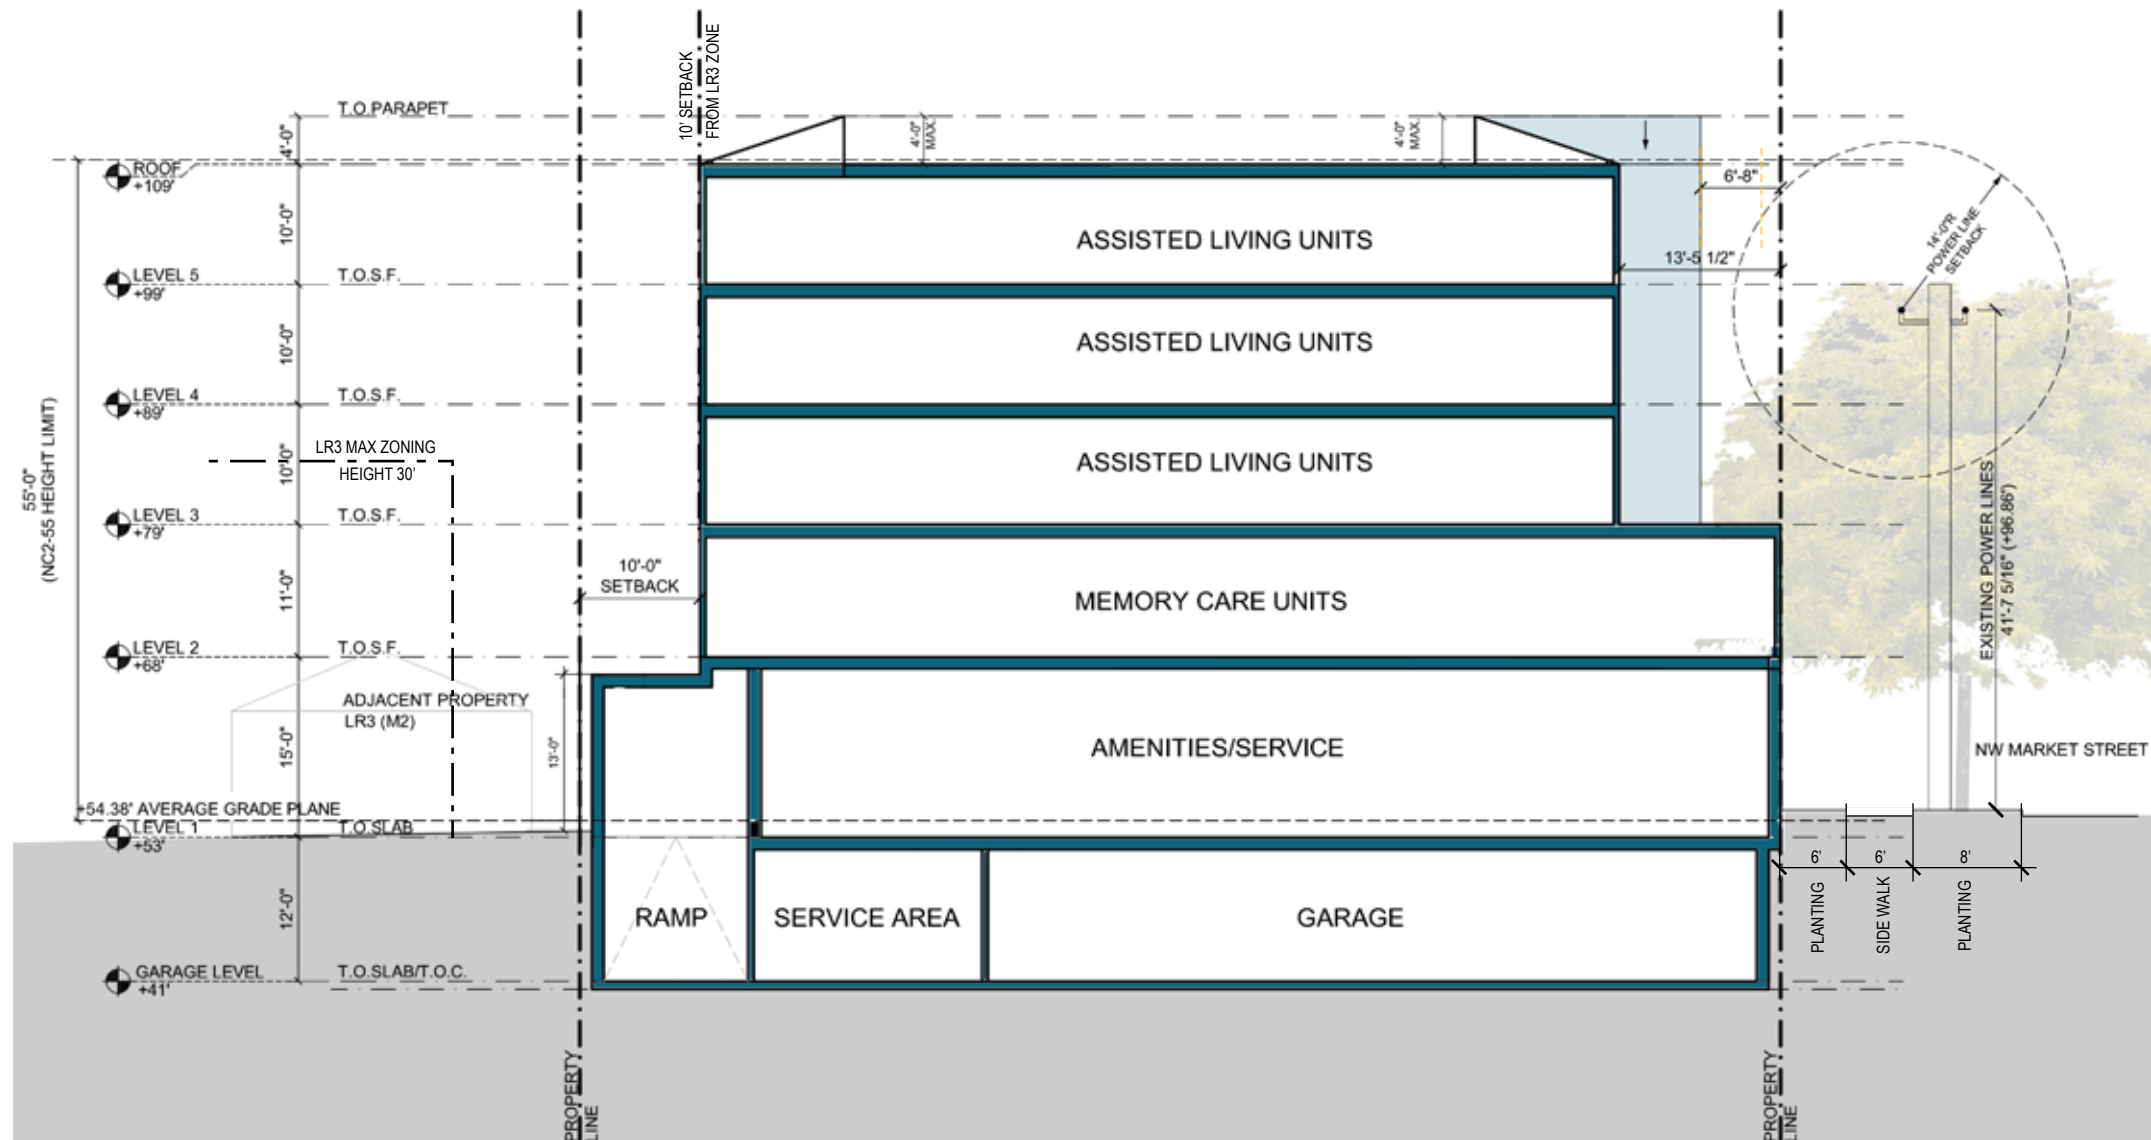 10' SETBACK
FROM LR3 ZONE
T.O.PARAPET
4'-0"
4'-0"
MAX.
4'-0"
MAX.
ROOF
+109'
6'-8"
10'-0"
ASSISTED LIVING UNITS
14'-0"R
POWER LINE
SETBACK
13'-5 1/2"
LEVEL 5
+99'
T.O.S.F.
10'-0"
ASSISTED LIVING UNITS
LEVEL 4
+89'
T.O.S.F.
55'-0"
(NC2-55 HEIGHT LIMIT)
LR3 MAX ZONING
HEIGHT 30'
10'-0"
ASSISTED LIVING UNITS
LEVEL 3
+79'
T.O.S.F.
EXISTING POWER LINES
41'-7 5/16" (+96.86')
10'-0"
SETBACK
11'-0"
MEMORY CARE UNITS
LEVEL 2
+68'
T.O.S.F.
ADJACENT PROPERTY
LR3 (M2)
15'-0"
13'-0"
AMENITIES/SERVICE
NW MARKET STREET
+54.38' AVERAGE GRADE PLANE
LEVEL 1
+53'
T.O.SLAB
6'
6'
8'
PLANTING
SIDE WALK
PLANTING
12'-0"
RAMP
SERVICE AREA
GARAGE
GARAGE LEVEL
+41'
T.O.SLAB/T.O.C.
PROPERTY
LINE
PROPERTY
LINE